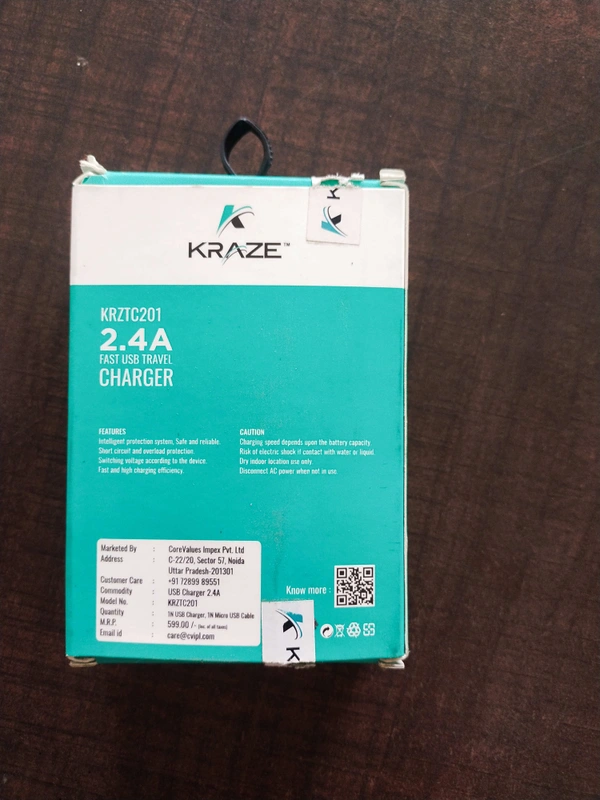 KRAZE™
K
KRZTC201
2.4A
FAST USB TRAVEL
CHARGER
FEATURES
Intelligent protection system, Safe and reliable.
Short circuit and overload protection.
Switching voltage according to the device.
Fast and high charging efficiency.
CAUTION
Charging speed depends upon the battery capacity.
Risk of electric shock if contact with water or liquid.
Dry indoor location use only.
Disconnect AC power when not in use.
Marketed By : CoreValues Impex Pvt. Ltd
Address : C-22/20, Sector 57, Noida
Uttar Pradesh-201301
Customer Care : +91 72899 89551
Commodity : USB Charger 2.4A
Model No. : KRZTC201
Quantity : 1N USB Charger, 1N Micro USB Cable
M.R.P. : 599.00 /- (Inc. of all taxes)
Email id : care@cvipl.com
Know more :
K